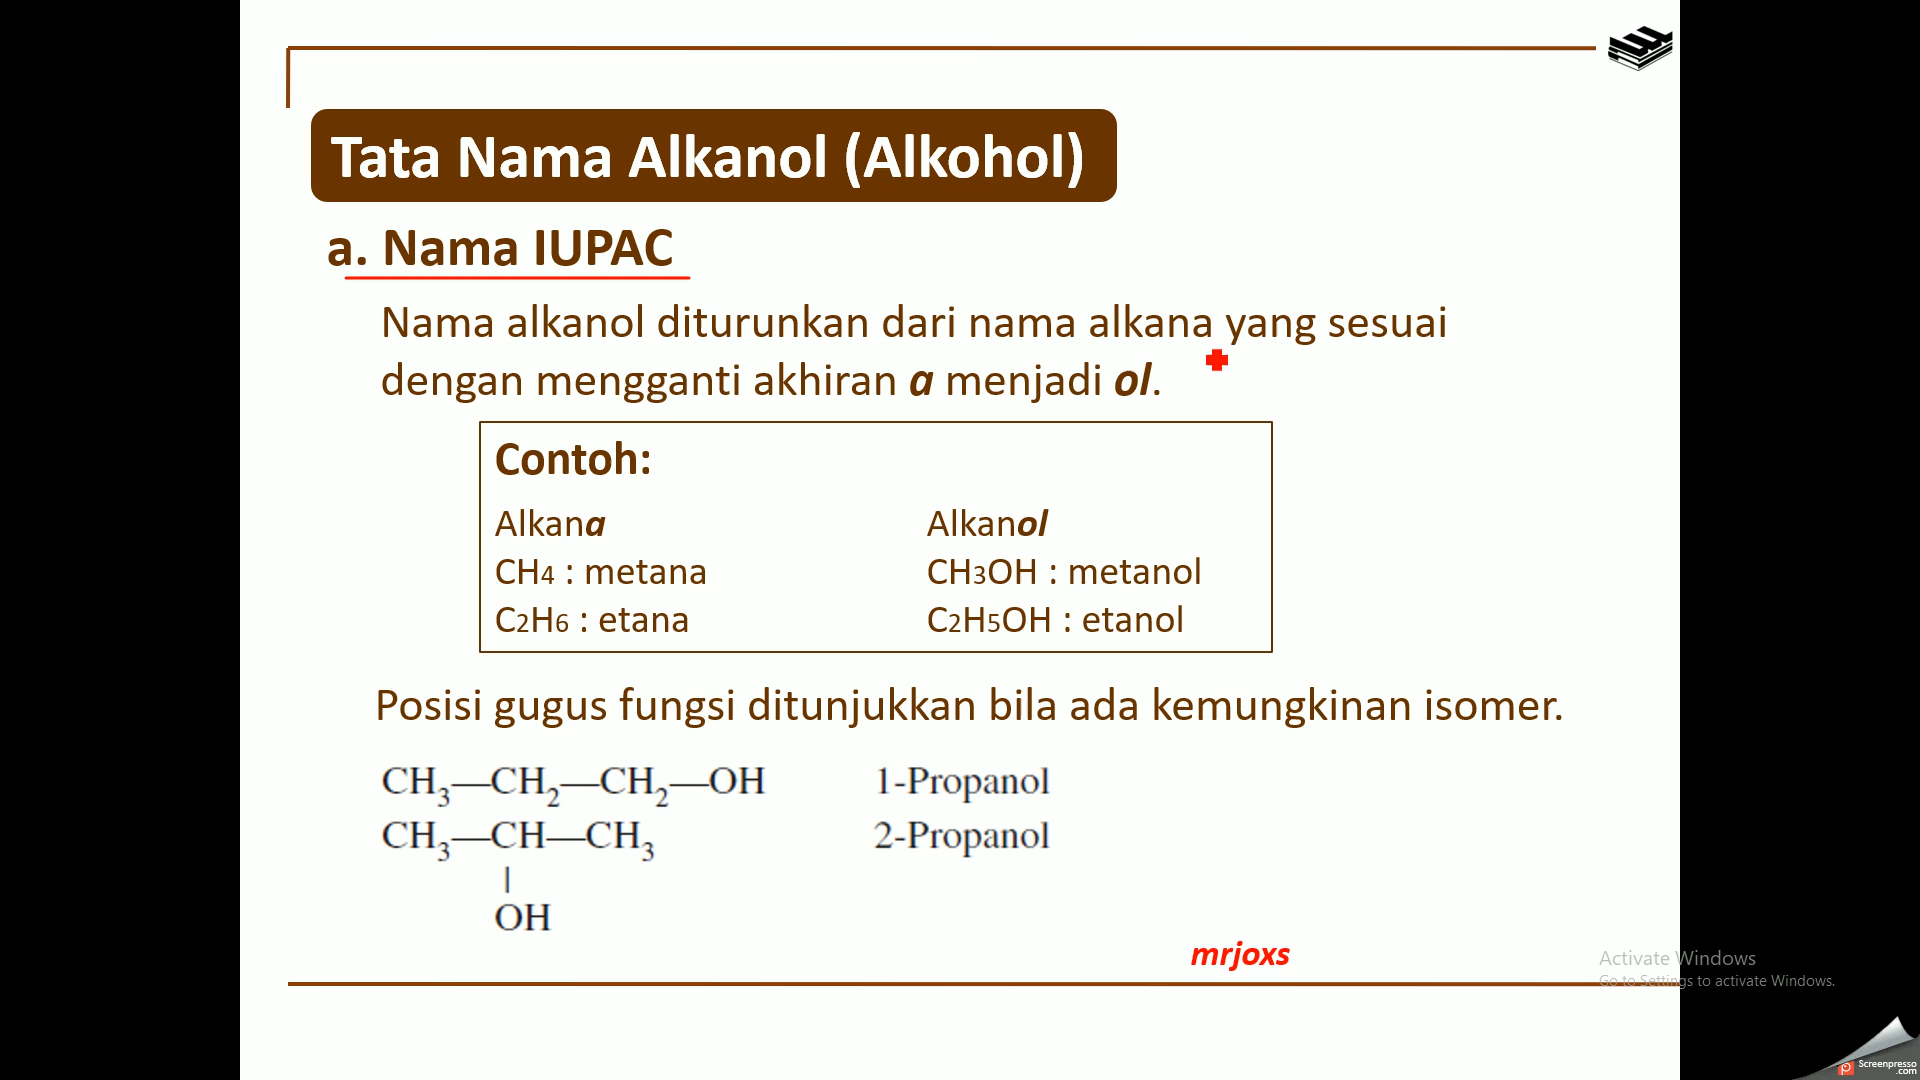 Tata Nama Alkanol (Alkohol)
a. Nama IUPAC
Nama alkanol diturunkan dari nama alkana yang sesuai
dengan mengganti akhiran a menjadi ol.
Contoh:
Alkana Alkanol
CH4 : metana CH3OH : metanol
C2H6 : etana C2H5OH : etanol
Posisi gugus fungsi ditunjukkan bila ada kemungkinan isomer.
CH₃—CH₂—CH₂—OH 1-Propanol
CH₃—CH—CH₃ 2-Propanol
|
OH
mrjoxs
Activate Windows
Go to Settings to activate Windows.
Screenpresso
.com